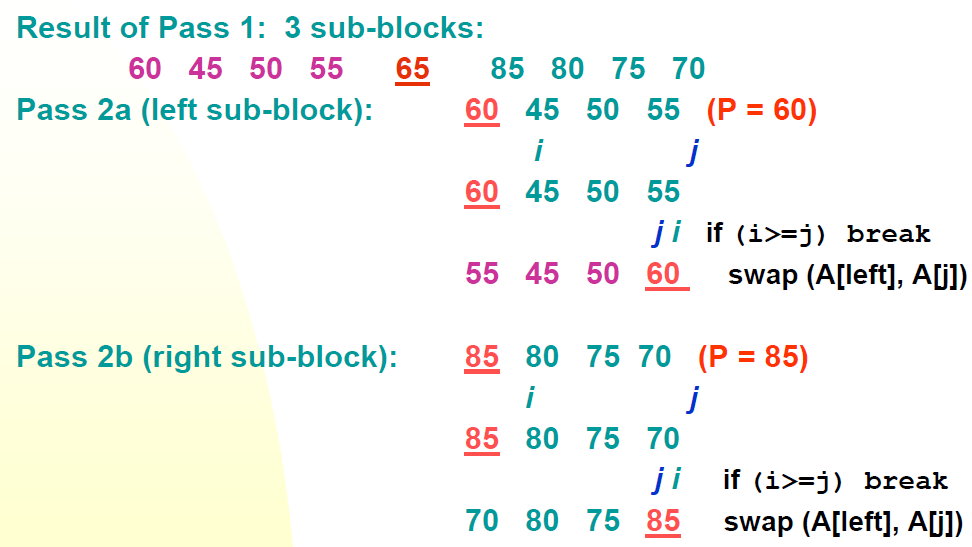 Result of Pass 1: 3 sub-blocks:
60 45 50 55 65 85 80 75 70
Pass 2a (left sub-block): 60 45 50 55 (P = 60)
i j
60 45 50 55
j i if (i>=j) break
55 45 50 60 swap (A[left], A[j])
Pass 2b (right sub-block): 85 80 75 70 (P = 85)
i j
85 80 75 70
j i if (i>=j) break
70 80 75 85 swap (A[left], A[j])